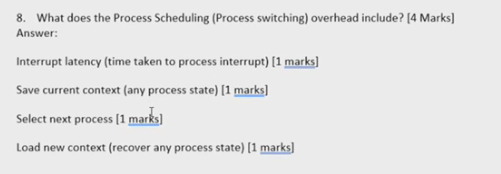 8. What does the Process Scheduling (Process switching) overhead include? [4 Marks]
Answer:
Interrupt latency (time taken to process interrupt) [1 marks]
Save current context (any process state) [1 marks]
Select next process [1 marks]
Load new context (recover any process state) [1 marks]